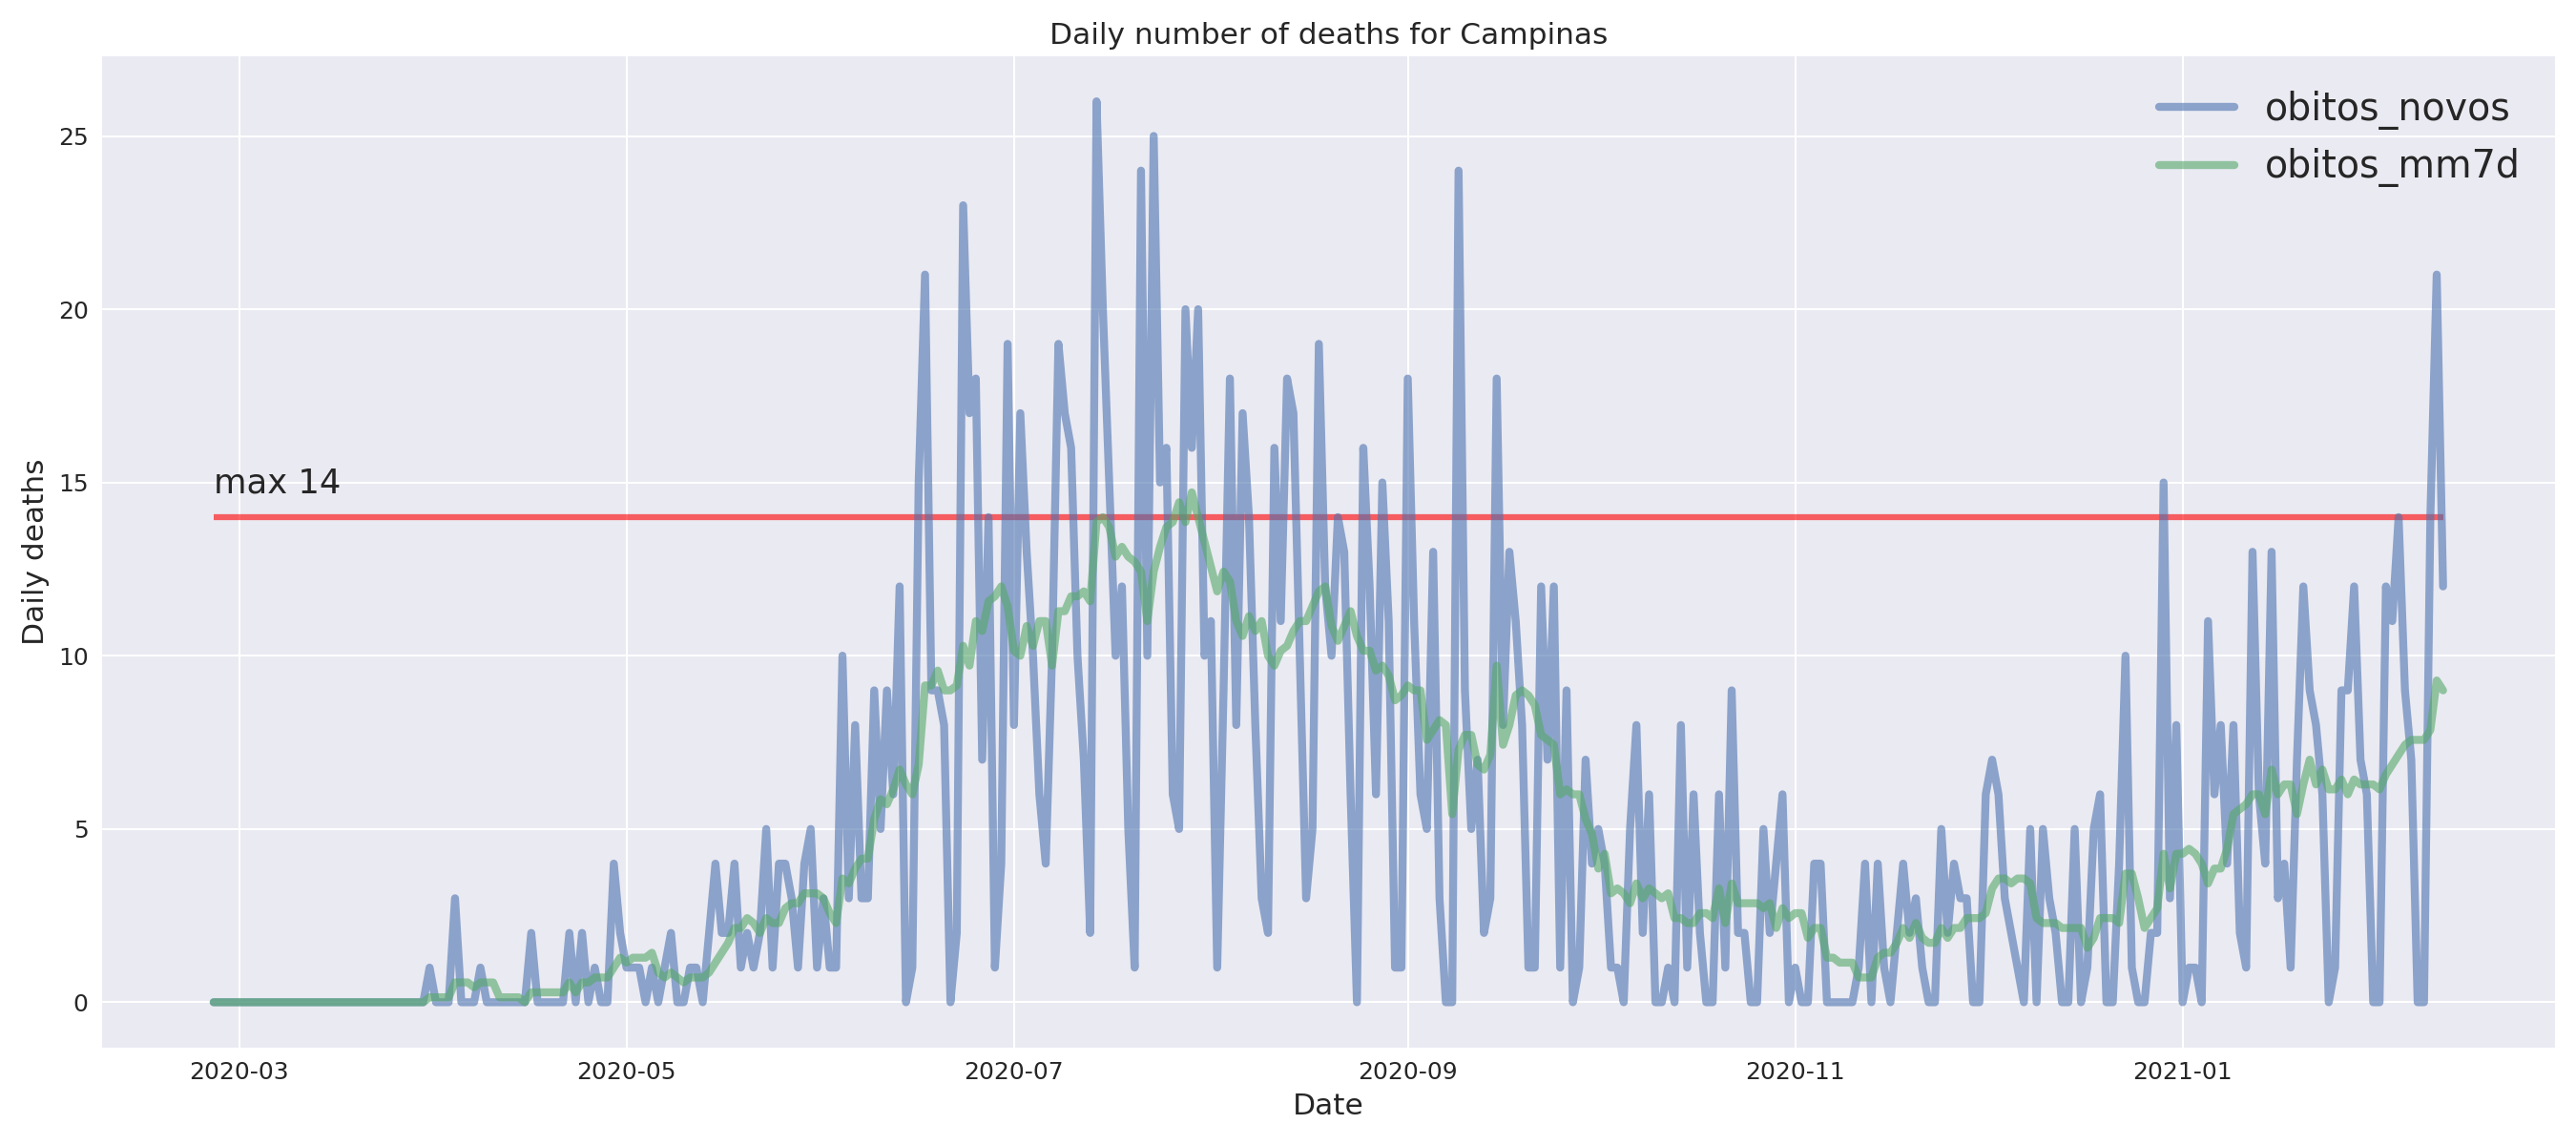 Daily number of deaths for Campinas
obitos_novos
obitos_mm7d
max 14
Daily deaths
25
20
15
10
5
0
2020-03
2020-05
2020-07
2020-09
2020-11
2021-01
Date